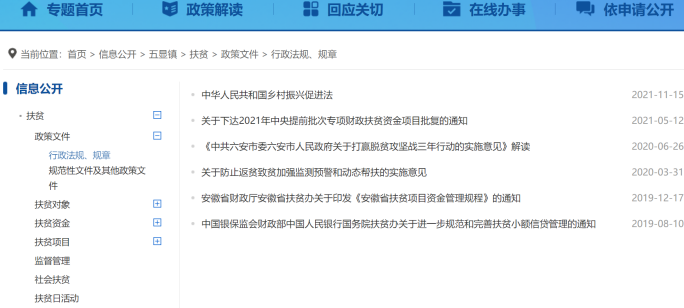 专题首页 政策解读 回应关切 在线办事 依申请公开
当前位置：首页 > 信息公开 > 五显镇 > 扶贫 > 政策文件 > 行政法规、规章
信息公开
扶贫
政策文件
行政法规、规章
规范性文件及其他政策文
件
扶贫对象
扶贫资金
扶贫项目
监督管理
社会扶贫
扶贫日活动
中华人民共和国乡村振兴促进法 2021-11-15
关于下达2021年中央提前批次专项财政扶贫资金项目批复的通知 2021-05-12
《中共六安市委六安市人民政府关于打赢脱贫攻坚战三年行动的实施意见》解读 2020-06-26
关于防止返贫致贫加强监测预警和动态帮扶的实施意见 2020-03-31
安徽省财政厅安徽省扶贫办关于印发《安徽省扶贫项目资金管理规程》的通知 2019-12-17
中国银保监会财政部中国人民银行国务院扶贫办关于进一步规范和完善扶贫小额信贷管理的通知 2019-08-10